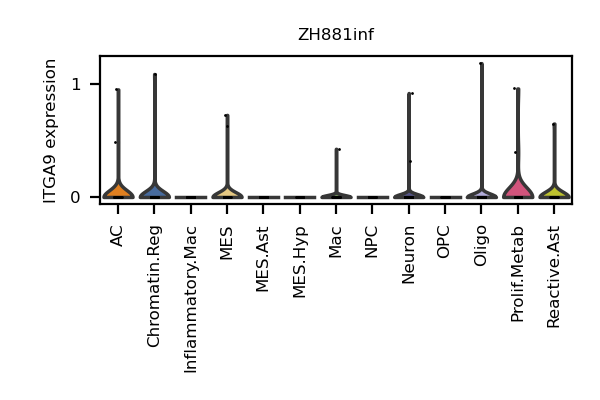 ZH881inf
ITGA9 expression
1
0
AC
Chromatin.Reg
Inflammatory.Mac
MES
MES.Ast
MES.Hyp
Mac
NPC
Neuron
OPC
Oligo
Prolif.Metab
Reactive.Ast